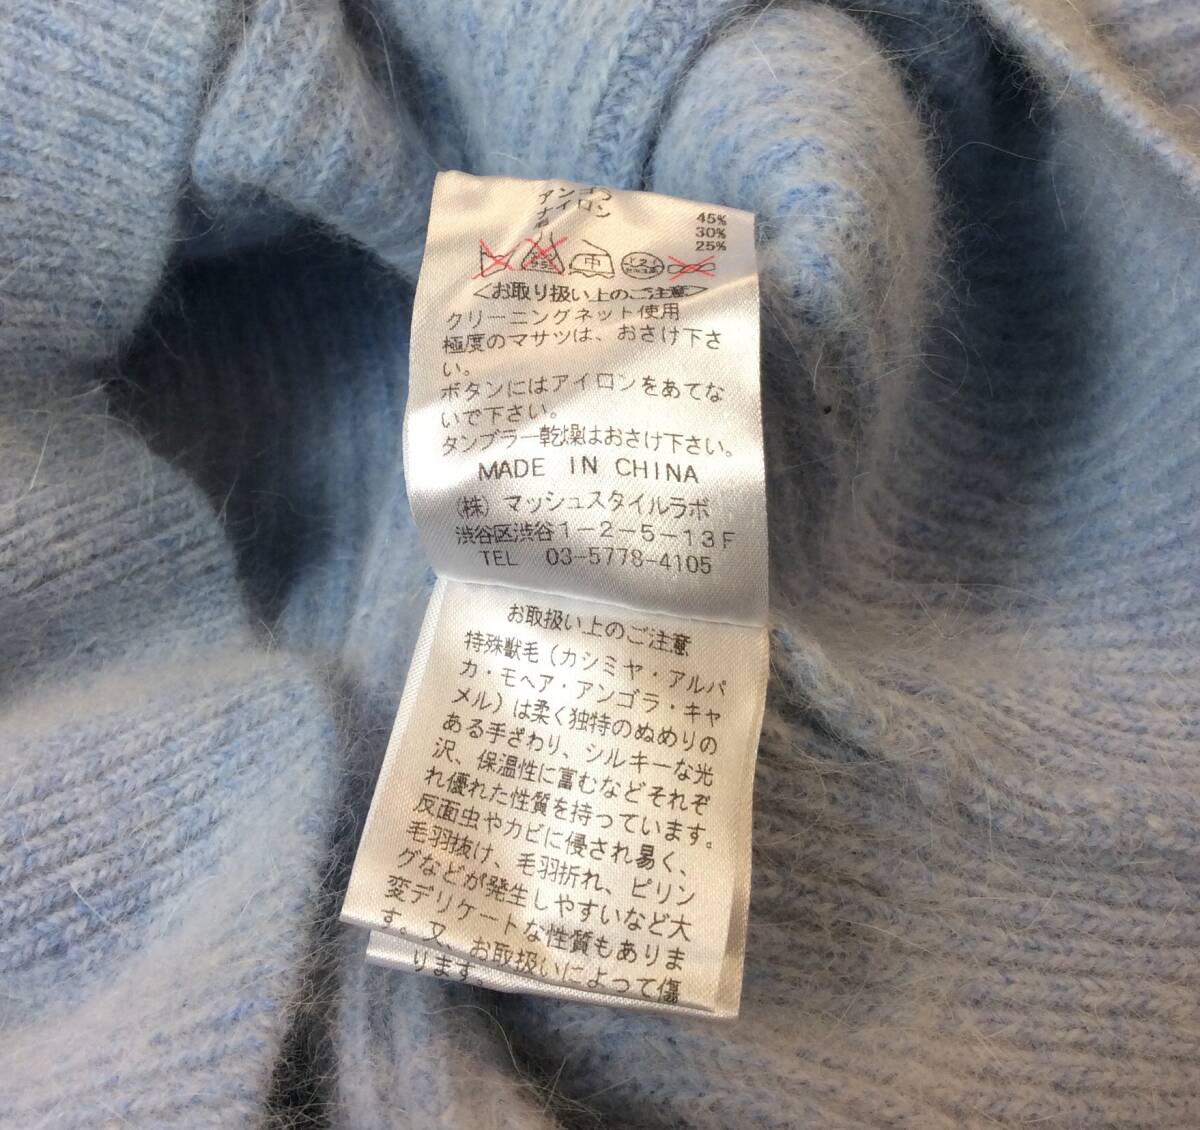 アンゴラ
ナイロン
毛
45%
30%
25%
中
ドライ
セキユ系
<お取り扱い上のご注意>
クリーニングネット使用
極度のマサツは、おさけ下さ
い。
ボタンにはアイロンをあてな
いで下さい。
タンブラー乾燥はおさけ下さい。
MADE IN CHINA
(株)マッシュスタイルラボ
渋谷区渋谷1-2-5-13F
TEL 03-5778-4105
お取扱い上のご注意
特殊獣毛(カシミヤ・アルパ
カ・モヘア・アンゴラ・キャ
メル)は柔く独特のぬめりの
ある手ざわり、シルキーな光
沢、保温性に富むなどそれぞ
れ優れた性質を持っています。
反面虫やカビに侵され易く、
毛羽抜け、毛羽折れ、ピリン
グなどが発生しやすいなど大
変デリケートな性質もありま
す。又、お取扱いによって傷
ります。